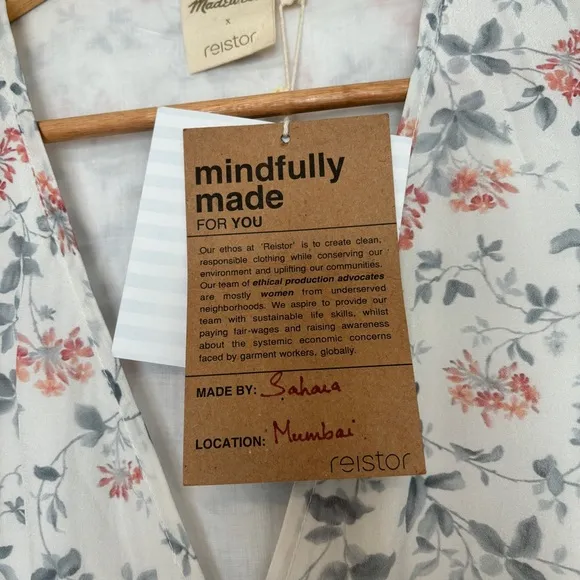 Madewell
x
reistor
mindfully
made
FOR YOU
Our ethos at 'Reistor' is to create clean,
responsible clothing while conserving our
environment and uplifting our communities.
Our team of ethical production advocates
are mostly women from underserved
neighborhoods. We aspire to provide our
team with sustainable life skills, whilst
paying fair-wages and raising awareness
about the systemic economic concerns
faced by garment workers, globally.
MADE BY: Sahara
LOCATION: Mumbai
reistor